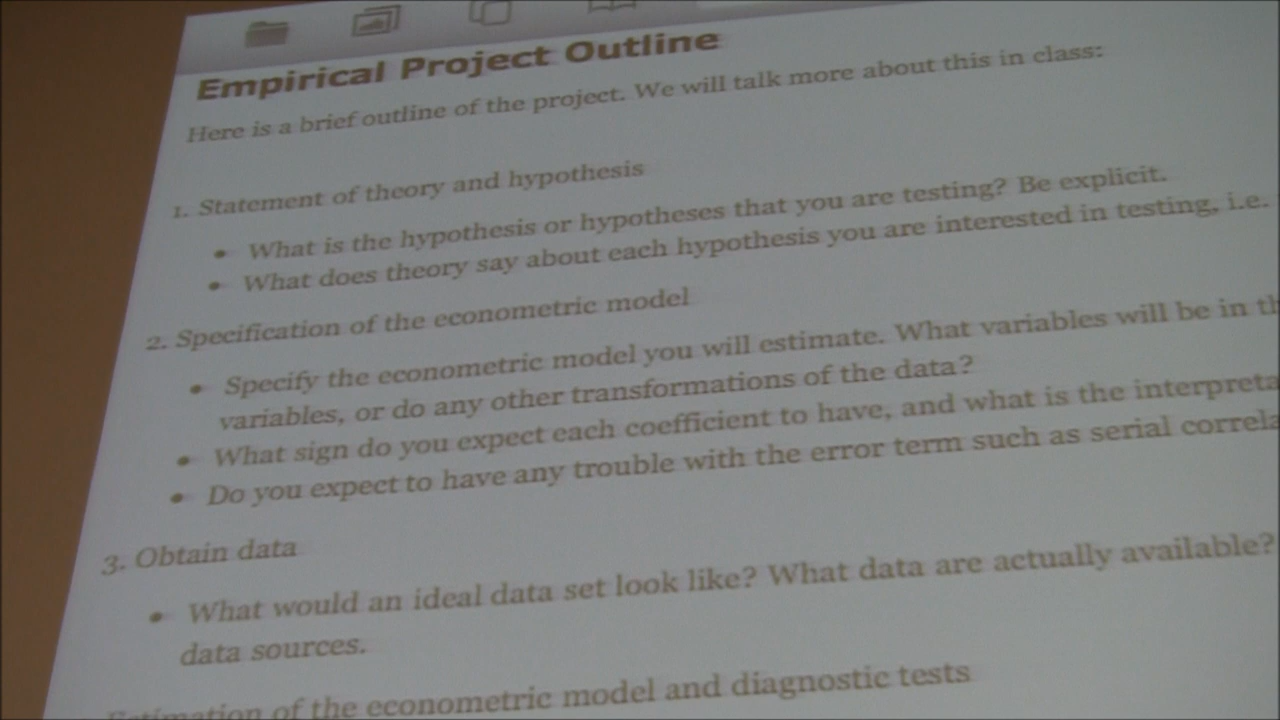 Empirical Project Outline
Here is a brief outline of the project. We will talk more about this in class:
1. Statement of theory and hypothesis
• What is the hypothesis or hypotheses that you are testing? Be explicit.
• What does theory say about each hypothesis you are interested in testing, i.e.
2. Specification of the econometric model
• Specify the econometric model you will estimate. What variables will be in
variables, or do any other transformations of the data?
• What sign do you expect each coefficient to have, and what is the
• Do you expect to have any trouble with the error term such as serial
3. Obtain data
• What would an ideal data set look like? What data are actually available?
data sources.
Estimation of the econometric model and diagnostic tests